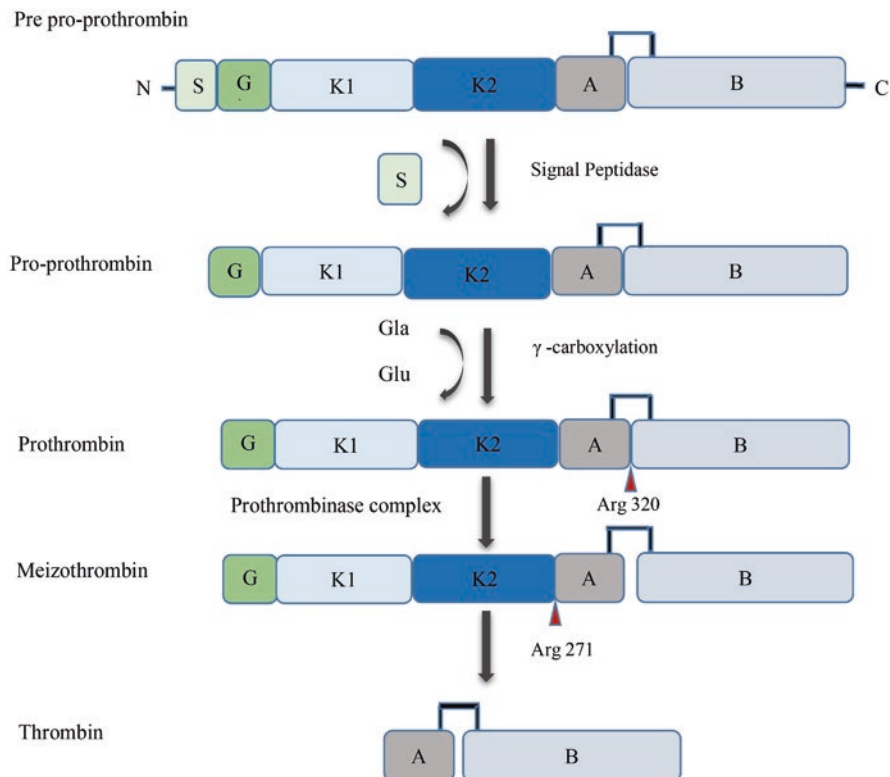 Pre pro-prothrombin
N S G K1 K2 A B C
S Signal Peptidase
Pro-prothrombin G K1 K2 A B
Gla
γ -carboxylation
Glu
Prothrombin G K1 K2 A B
Prothrombinase complex Arg 320
Meizothrombin G K1 K2 A B
Arg 271
Thrombin A B